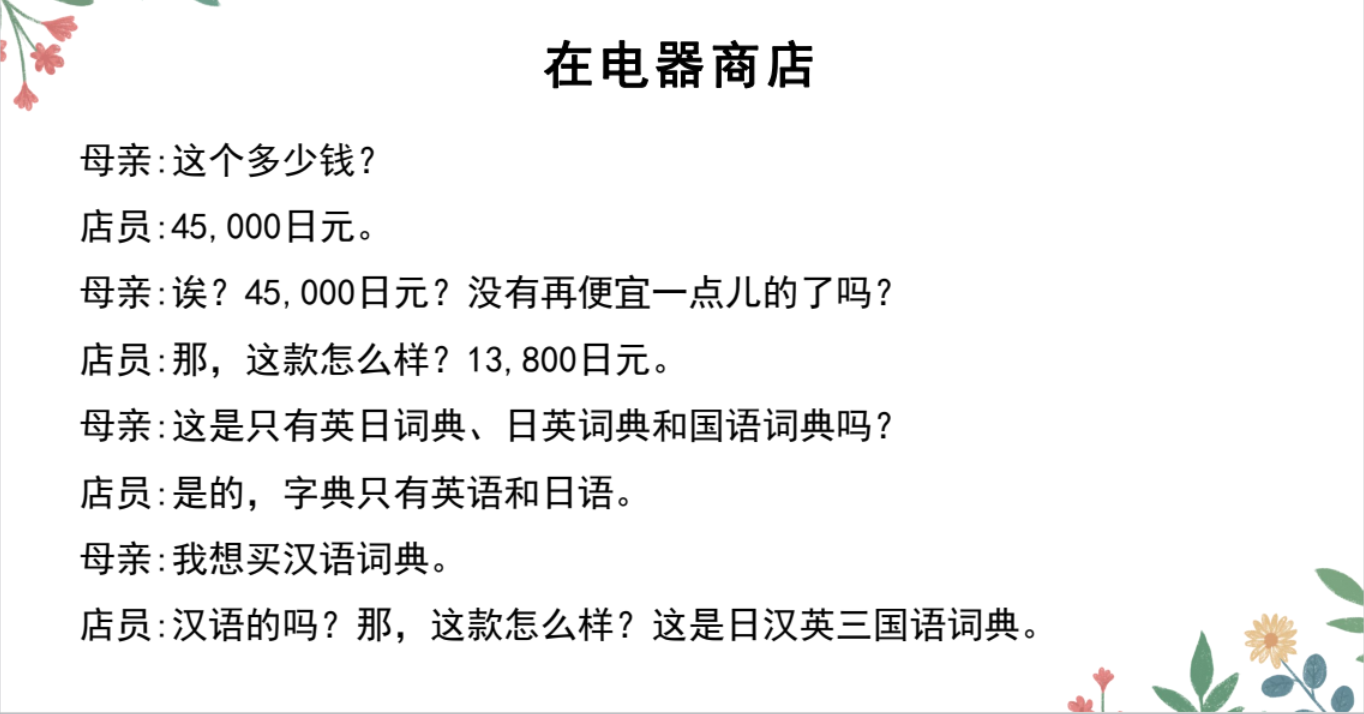 在电器商店
母亲:这个多少钱？
店员:45,000日元。
母亲:诶？45,000日元？没有再便宜一点儿的了吗？
店员:那，这款怎么样？13,800日元。
母亲:这是只有英日词典、日英词典和国语词典吗？
店员:是的，字典只有英语和日语。
母亲:我想买汉语词典。
店员:汉语的吗？那，这款怎么样？这是日汉英三国语词典。